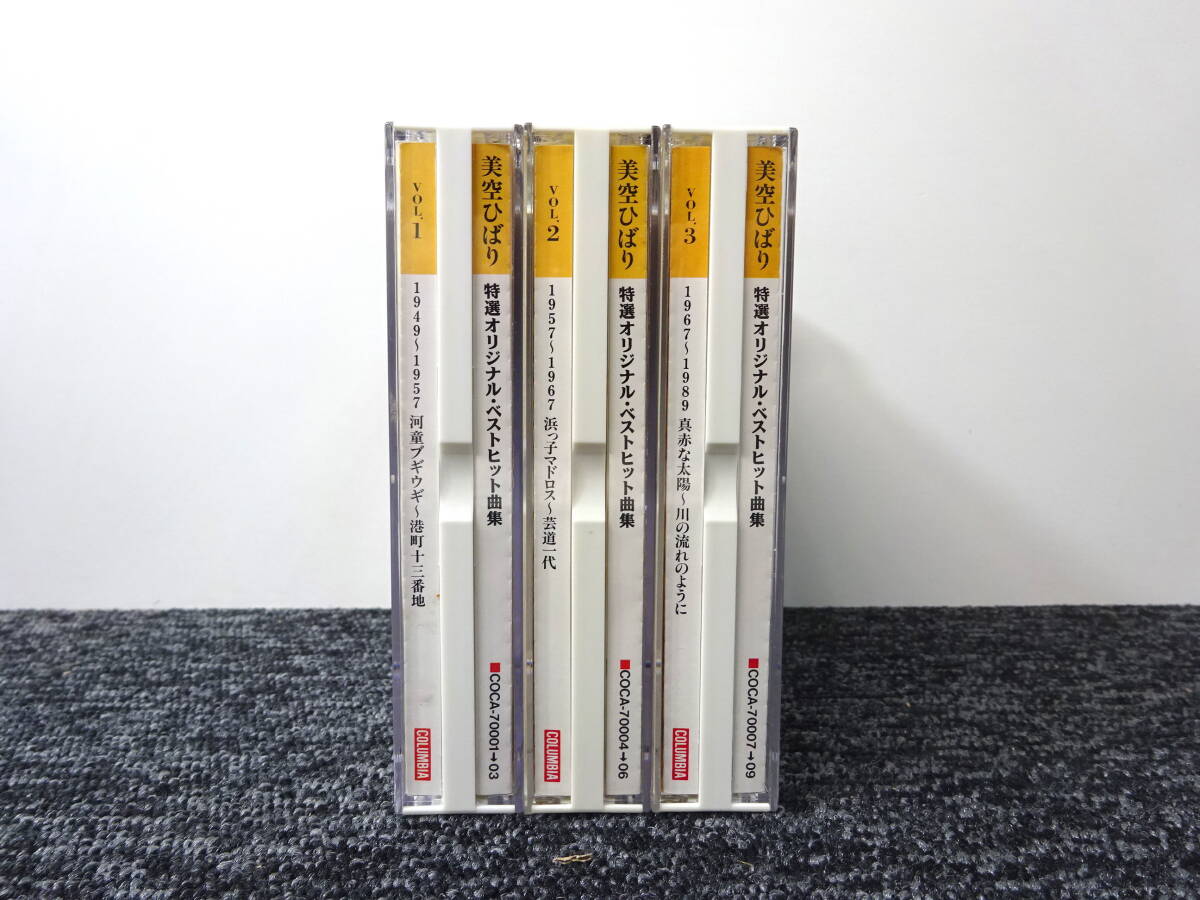 美空ひばり 特選オリジナル・ベストヒット曲集 ■COCA-70001→03
VOL.1 1949〜1957 河童ブギウギ〜港町十三番地 COLUMBIA
美空ひばり 特選オリジナル・ベストヒット曲集 ■COCA-70004→06
VOL.2 1957〜1967 浜っ子マドロス〜芸道一代 COLUMBIA
美空ひばり 特選オリジナル・ベストヒット曲集 ■COCA-70007→09
VOL.3 1967〜1989 真赤な太陽〜川の流れのように COLUMBIA